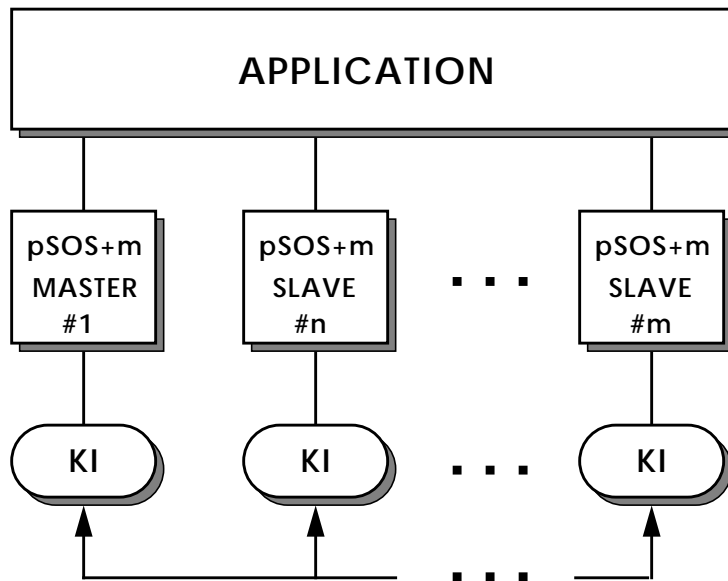 APPLICATION
pSOS+m
MASTER
#1
pSOS+m
SLAVE
#n
. . .
pSOS+m
SLAVE
#m
KI
KI
. . .
KI
. . .